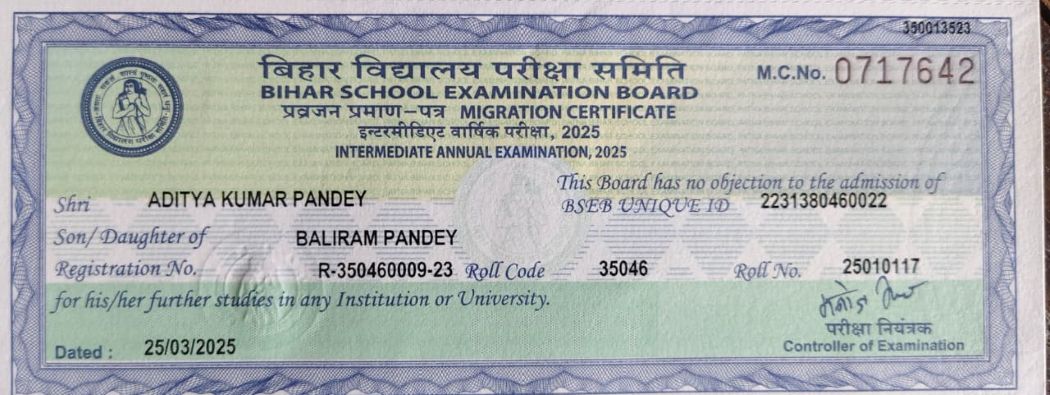 350013523
बिहार विद्यालय परीक्षा समिति
M.C.No. 0717642
BIHAR SCHOOL EXAMINATION BOARD
प्रव्रजन प्रमाण-पत्र MIGRATION CERTIFICATE
इन्टरमीडिएट वार्षिक परीक्षा, 2025
INTERMEDIATE ANNUAL EXAMINATION, 2025
This Board has no objection to the admission of
Shri ADITYA KUMAR PANDEY BSEB UNIQUE ID 2231380460022
Son/Daughter of BALIRAM PANDEY
Registration No. R-350460009-23 Roll Code 35046 Roll No. 25010117
for his/her further studies in any Institution or University.
परीक्षा नियंत्रक
Controller of Examination
Dated : 25/03/2025